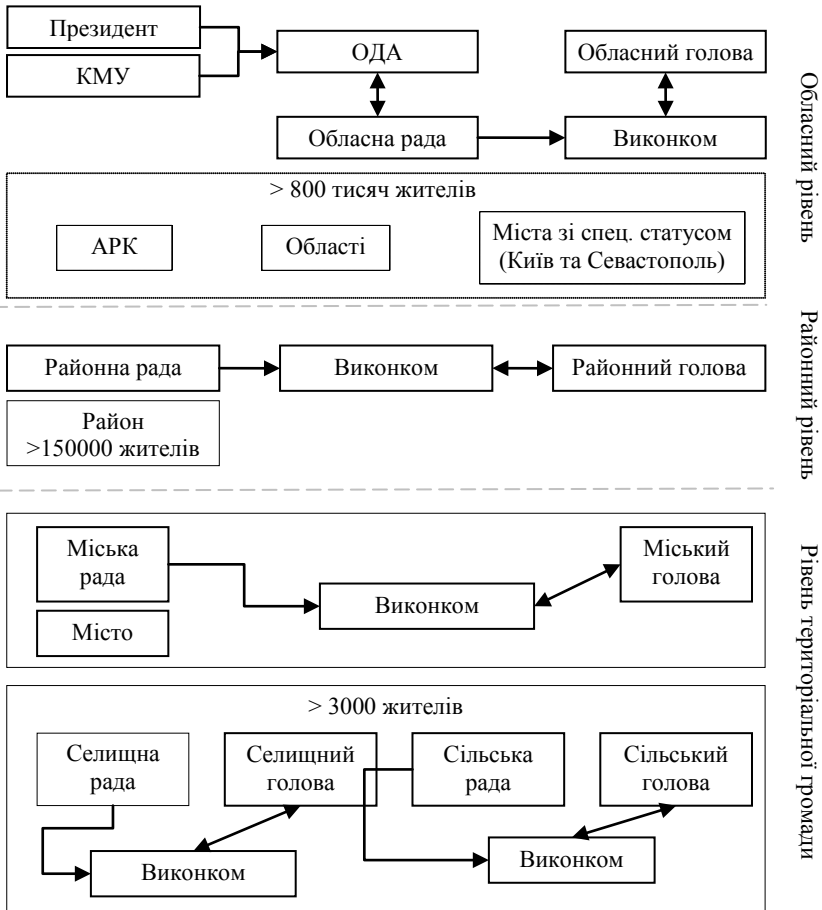 Президент
КМУ
ОДА
Обласний голова
Обласна рада
Виконком
> 800 тисяч жителів
АРК
Області
Міста зі спец. статусом
(Київ та Севастополь)
Обласний рівень
Районна рада
Виконком
Районний голова
Район
>150000 жителів
Районний рівень
Міська
рада
Місто
Виконком
Міський
голова
> 3000 жителів
Селищна
рада
Селищний
голова
Сільська
рада
Сільський
голова
Виконком
Виконком
Рівень територіальної громади